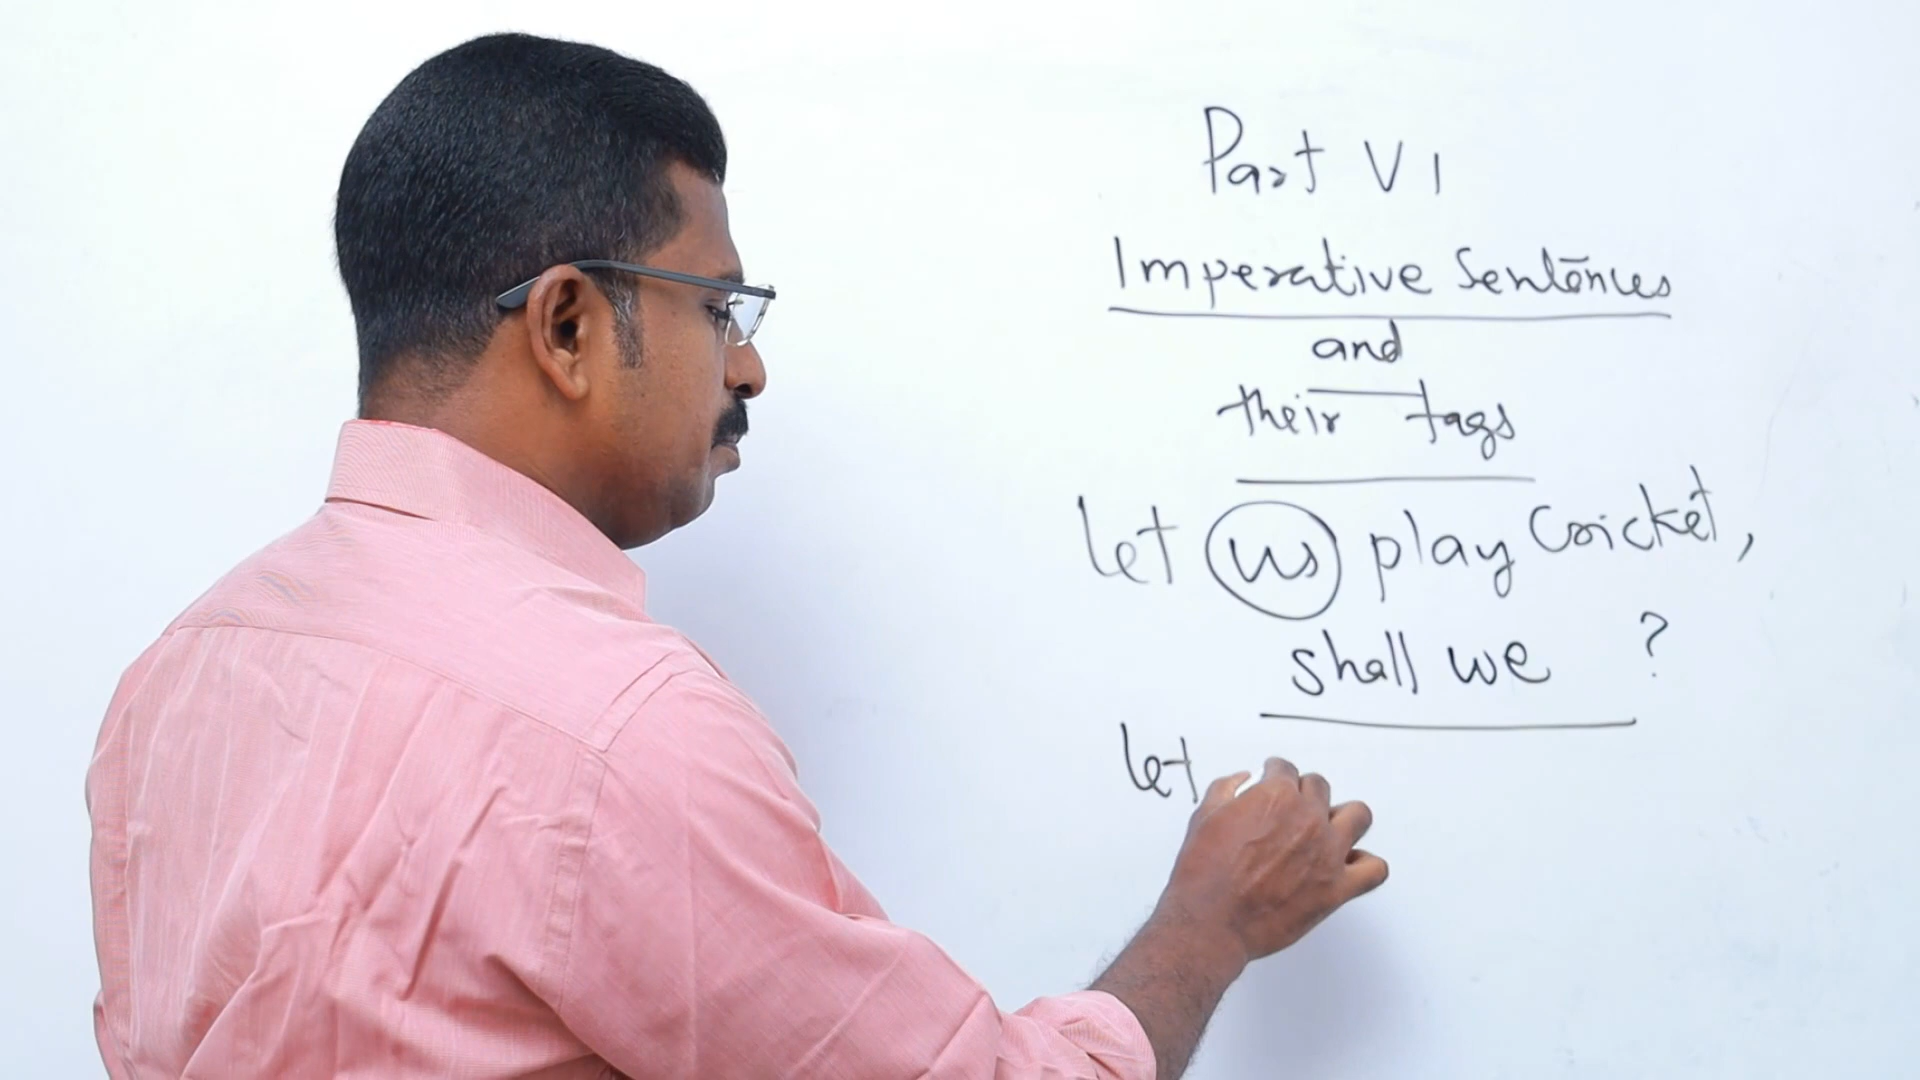 Part VI
Imperative Sentences
and
their tags
Let us play Cricket,
shall we ?
Let